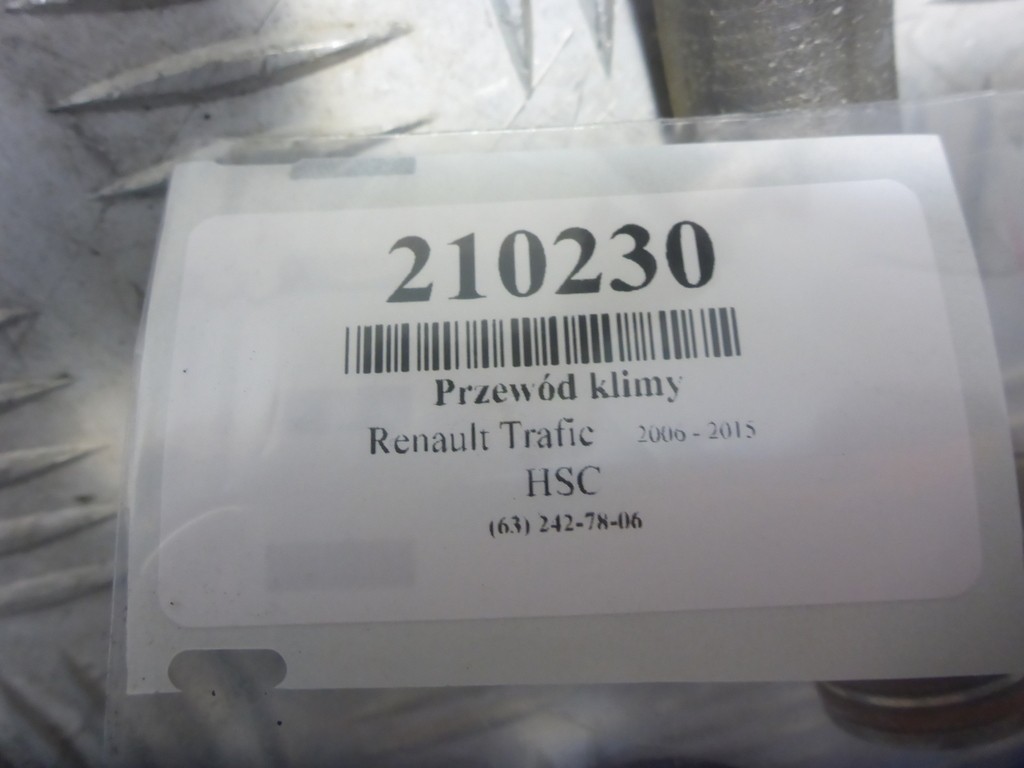 210230
Przewód klimy
Renault Trafic 2006 - 2015
HSC
(63) 242-78-06